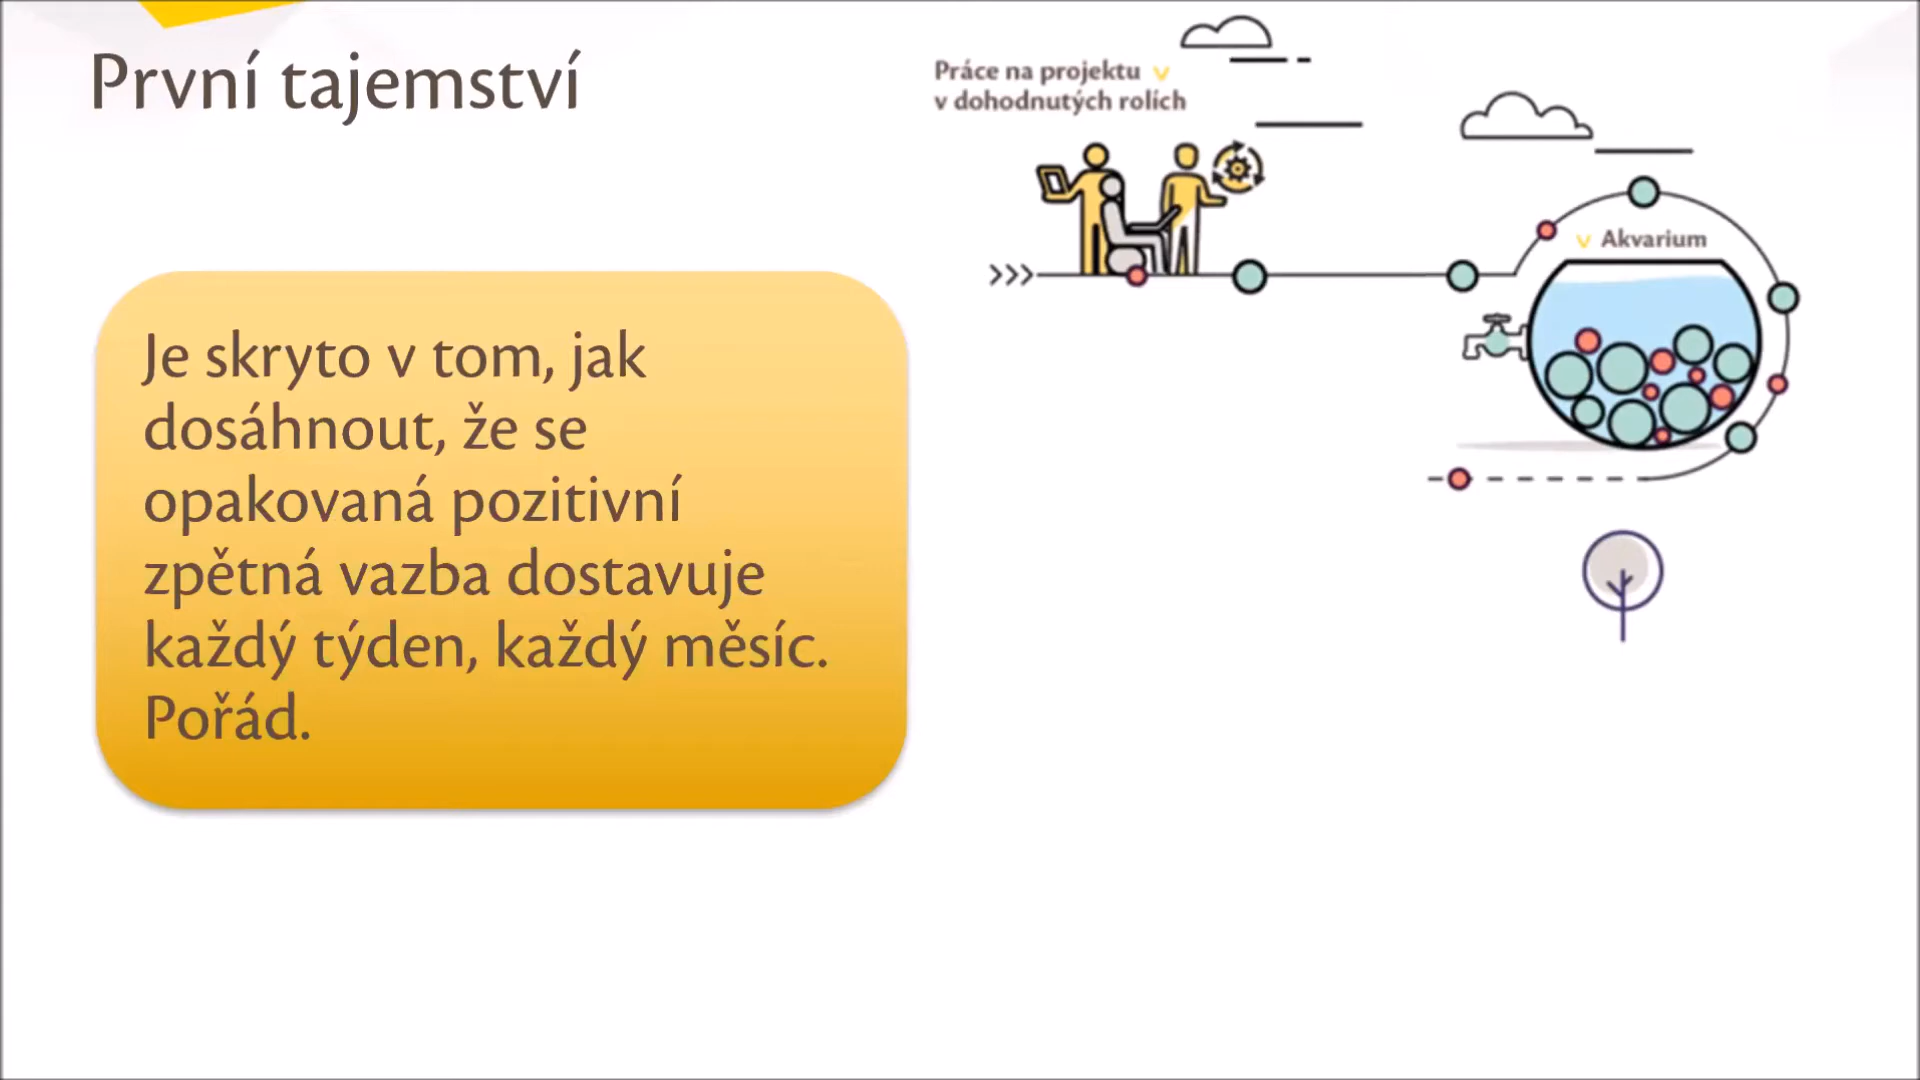 První tajemství
Práce na projektu
v dohodnutých rolích
Akvarium
Je skryto v tom, jak
dosáhnout, že se
opakovaná pozitivní
zpětná vazba dostavuje
každý týden, každý měsíc.
Pořád.